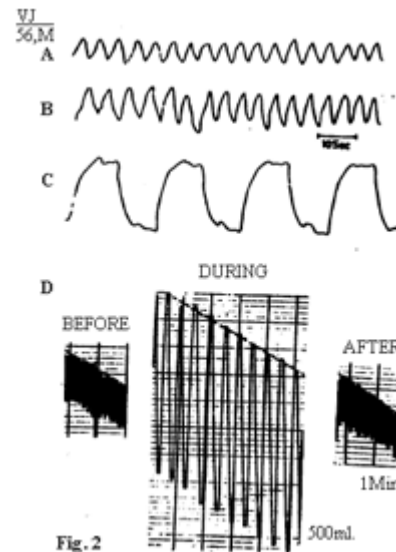 VJ
56,M
A
B
10Sec
C
D
DURING
BEFORE
AFTER
1Min
500ml.
Fig. 2